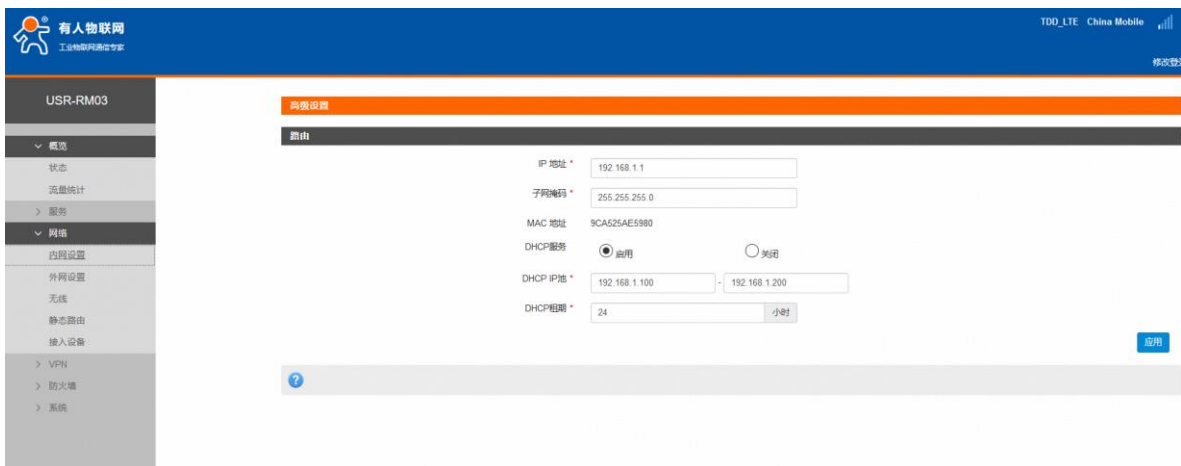 有人物联网
工业物联网通信专家
TDD_LTE China Mobile
修改登
USR-RM03
概览
状态
流量统计
服务
网络
内网设置
外网设置
无线
静态路由
接入设备
VPN
防火墙
系统
高级设置
路由
IP 地址 *
192.168.1.1
子网掩码 *
255.255.255.0
MAC 地址
9CA525AE5980
DHCP服务
启用
关闭
DHCP IP池 *
192.168.1.100
-
192.168.1.200
DHCP租期 *
24
小时
应用